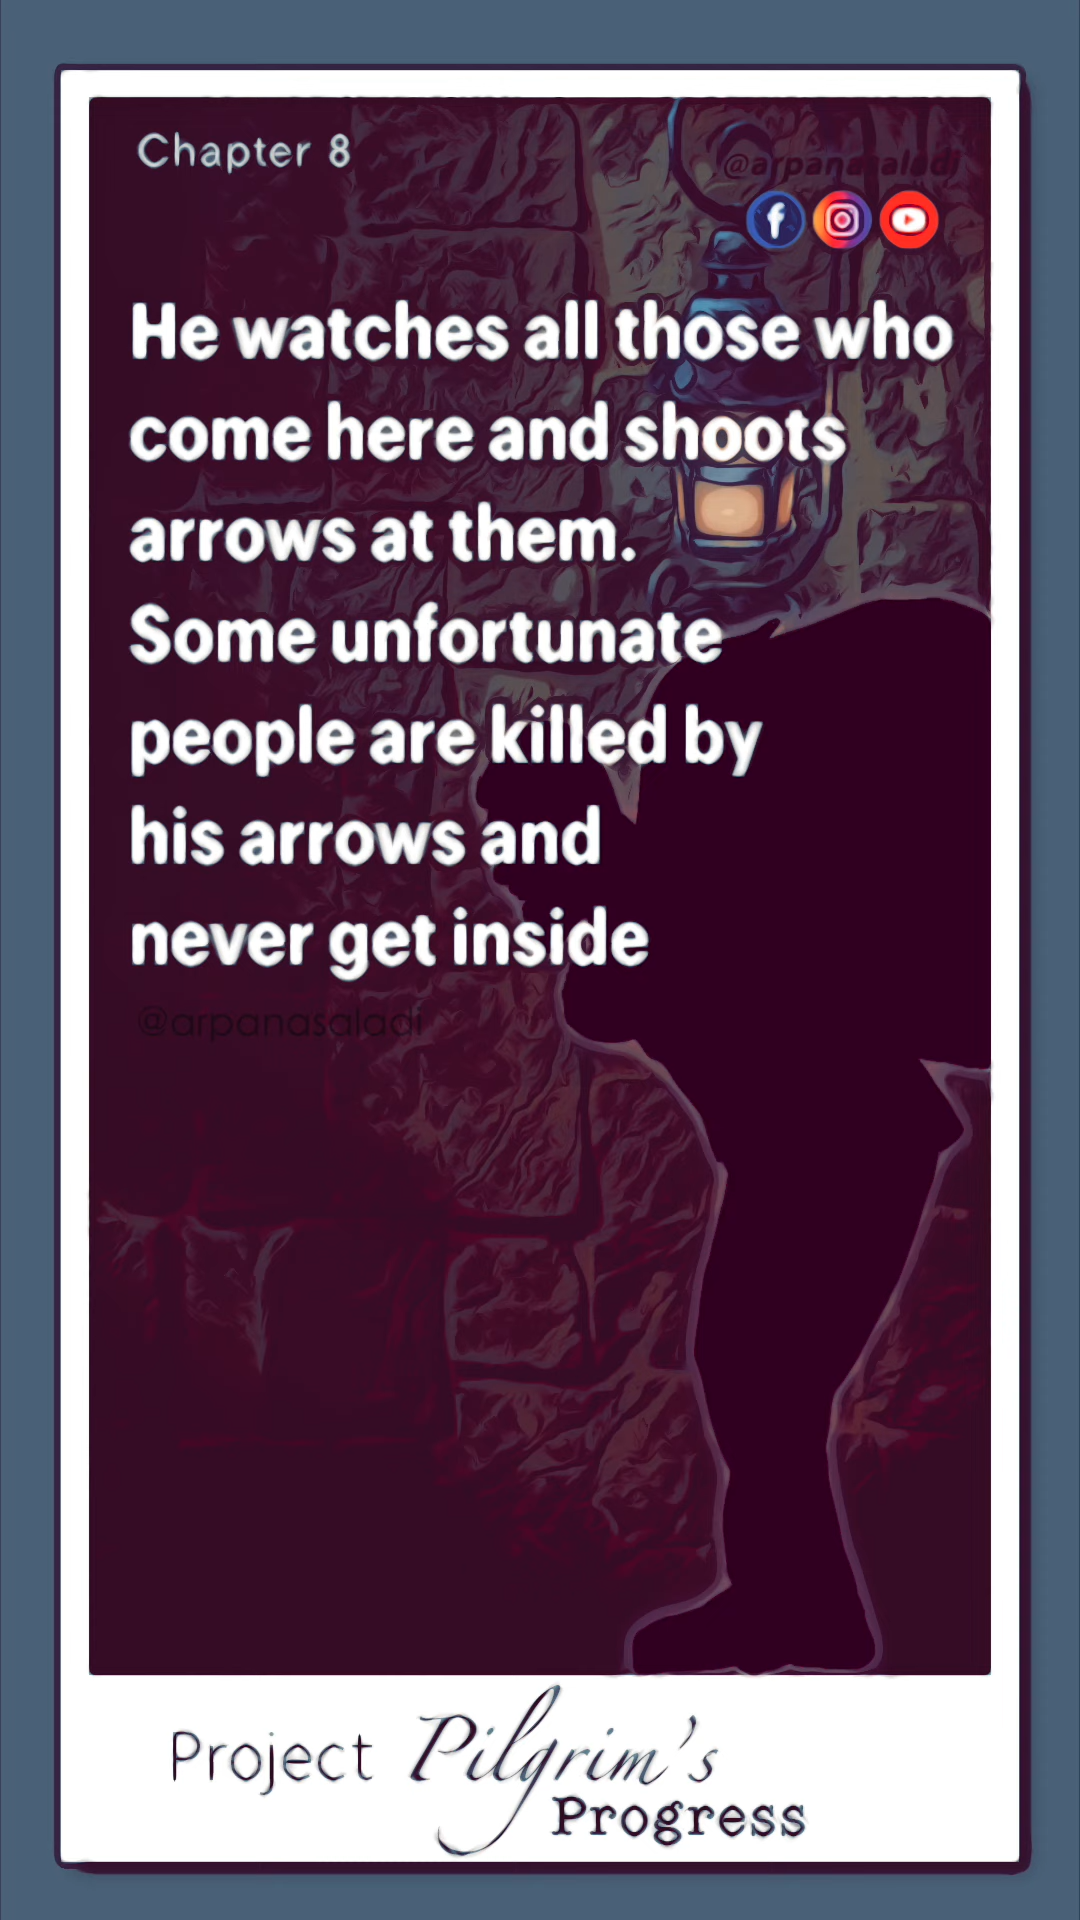 Chapter 8
@arpanasaladi
He watches all those who
come here and shoots
arrows at them.
Some unfortunate
people are killed by
his arrows and
never get inside
@arpanasaladi
Project Pilgrim's
Progress